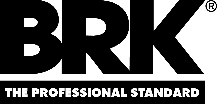 BRK®
THE PROFESSIONAL STANDARD